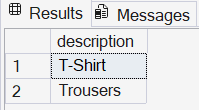 Results Messages
description
1 T-Shirt
2 Trousers